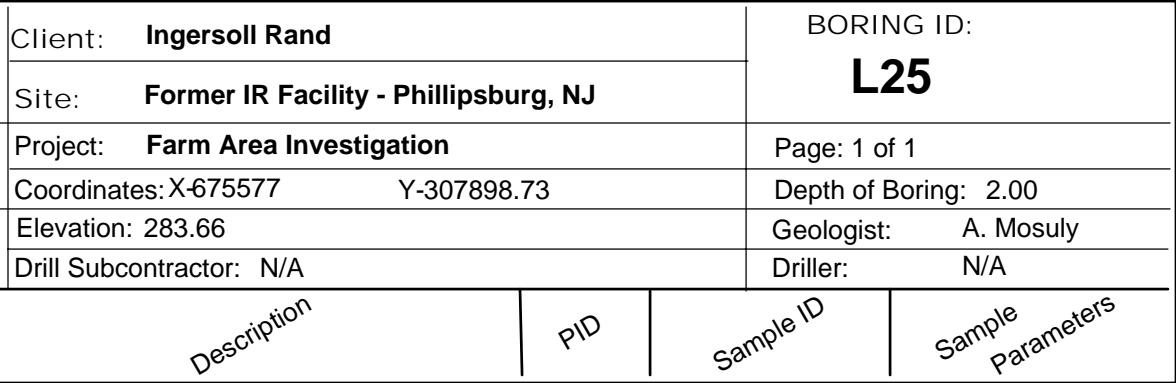 Client: Ingersoll Rand
BORING ID:
L25
Site: Former IR Facility - Phillipsburg, NJ
Project: Farm Area Investigation
Page: 1 of 1
Coordinates: X-675577 Y-307898.73
Depth of Boring: 2.00
Elevation: 283.66
Geologist: A. Mosuly
Drill Subcontractor: N/A
Driller: N/A
Description
PID
Sample ID
Sample
Parameters